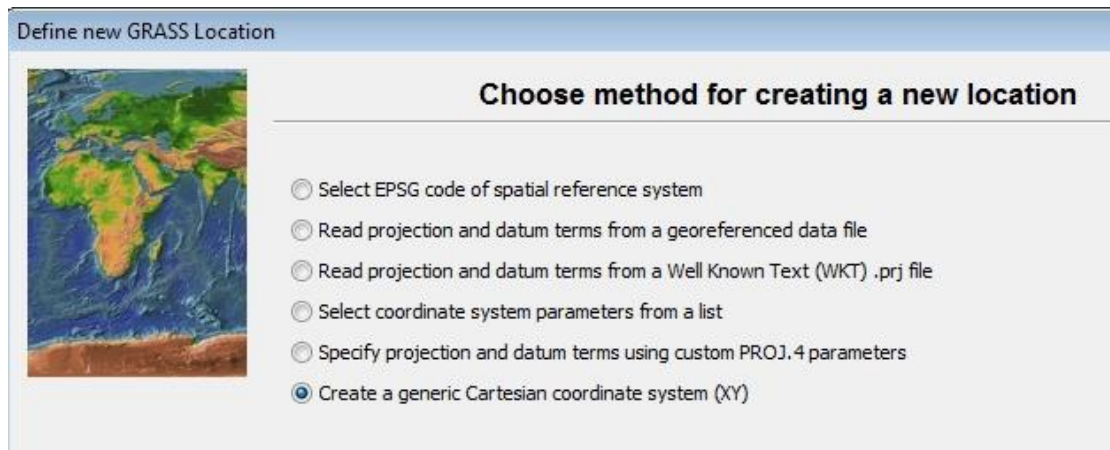 Define new GRASS Location
Choose method for creating a new location
Select EPSG code of spatial reference system
Read projection and datum terms from a georeferenced data file
Read projection and datum terms from a Well Known Text (WKT) .prj file
Select coordinate system parameters from a list
Specify projection and datum terms using custom PROJ.4 parameters
Create a generic Cartesian coordinate system (XY)